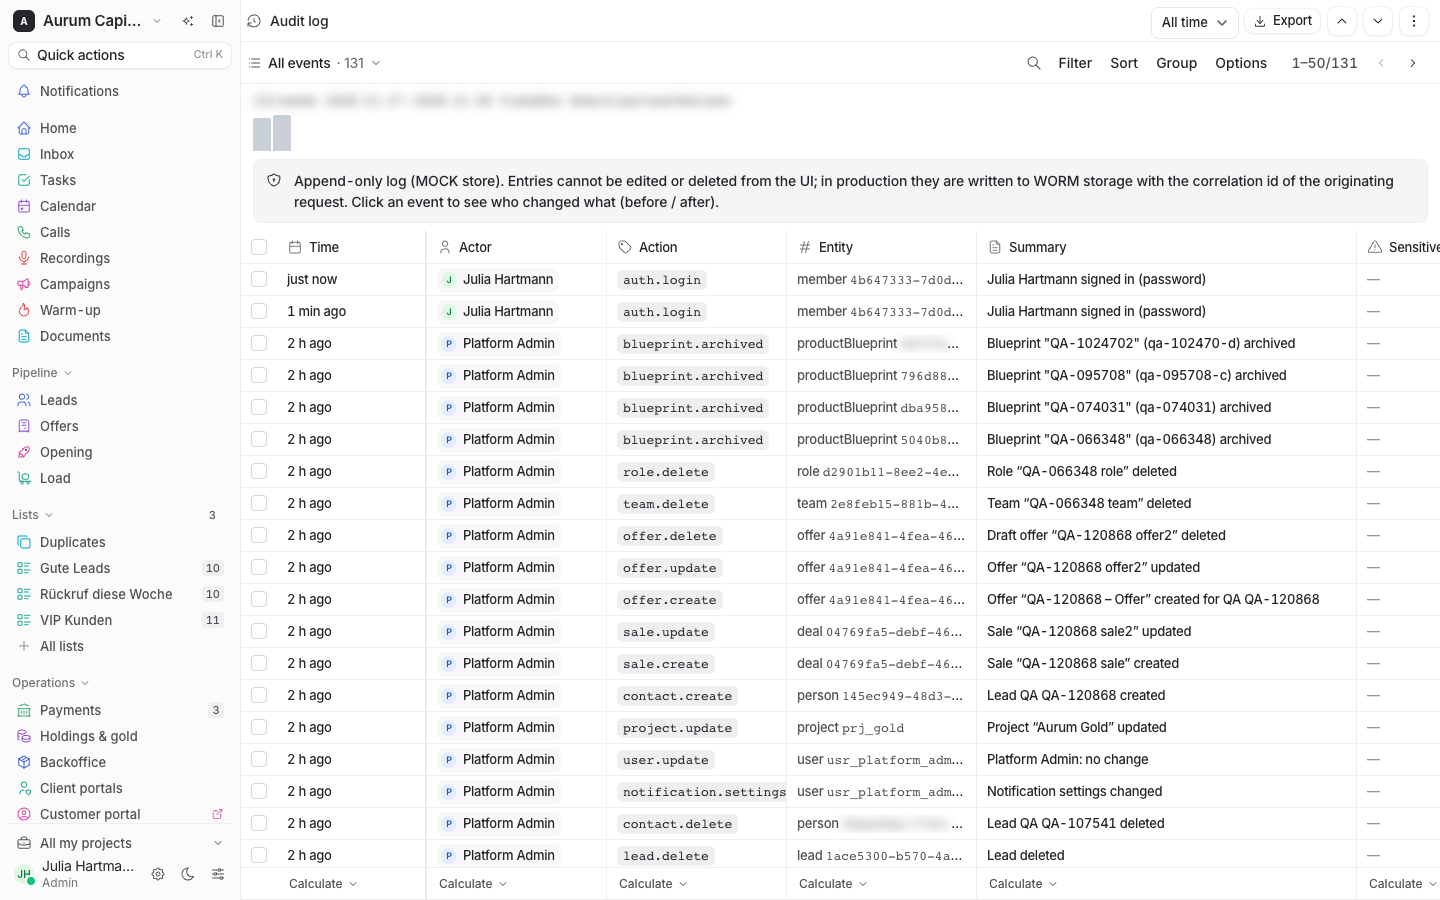 A Aurum Capi...
Quick actions Ctrl K
Notifications
Home
Inbox
Tasks
Calendar
Calls
Recordings
Campaigns
Warm-up
Documents
Pipeline
Leads
Offers
Opening
Load
Lists 3
Duplicates
Gute Leads 10
Rückruf diese Woche 10
VIP Kunden 11
All lists
Operations
Payments 3
Holdings & gold
Backoffice
Client portals
Customer portal
All my projects
JH Julia Hartma...
Admin
Audit log
All time
Export
All events · 131
Filter Sort Group Options 1–50/131
Append-only log (MOCK store). Entries cannot be edited or deleted from the UI; in production they are written to WORM storage with the correlation id of the originating
request. Click an event to see who changed what (before / after).
Time Actor Action Entity Summary Sensitive
just now J Julia Hartmann auth.login member 4b647333-7d0d... Julia Hartmann signed in (password) —
1 min ago J Julia Hartmann auth.login member 4b647333-7d0d... Julia Hartmann signed in (password) —
2 h ago P Platform Admin blueprint.archived productBlueprint ... Blueprint "QA-1024702" (qa-102470-d) archived —
2 h ago P Platform Admin blueprint.archived productBlueprint 796d88... Blueprint "QA-095708" (qa-095708-c) archived —
2 h ago P Platform Admin blueprint.archived productBlueprint dba958... Blueprint "QA-074031" (qa-074031) archived —
2 h ago P Platform Admin blueprint.archived productBlueprint 5040b8... Blueprint "QA-066348" (qa-066348) archived —
2 h ago P Platform Admin role.delete role d2901b11-8ee2-4e... Role “QA-066348 role” deleted —
2 h ago P Platform Admin team.delete team 2e8feb15-881b-4... Team “QA-066348 team” deleted —
2 h ago P Platform Admin offer.delete offer 4a91e841-4fea-46... Draft offer “QA-120868 offer2” deleted —
2 h ago P Platform Admin offer.update offer 4a91e841-4fea-46... Offer “QA-120868 offer2” updated —
2 h ago P Platform Admin offer.create offer 4a91e841-4fea-46... Offer “QA-120868 – Offer” created for QA QA-120868 —
2 h ago P Platform Admin sale.update deal 04769fa5-debf-46... Sale “QA-120868 sale2” updated —
2 h ago P Platform Admin sale.create deal 04769fa5-debf-46... Sale “QA-120868 sale” created —
2 h ago P Platform Admin contact.create person 145ec949-48d3-... Lead QA QA-120868 created —
2 h ago P Platform Admin project.update project prj_gold Project “Aurum Gold” updated —
2 h ago P Platform Admin user.update user usr_platform_adm... Platform Admin: no change —
2 h ago P Platform Admin notification.settings user usr_platform_adm... Notification settings changed —
2 h ago P Platform Admin contact.delete person ... Lead QA QA-107541 deleted —
2 h ago P Platform Admin lead.delete lead 1ace5300-b570-4a... Lead deleted —
Calculate Calculate Calculate Calculate Calculate Calculate